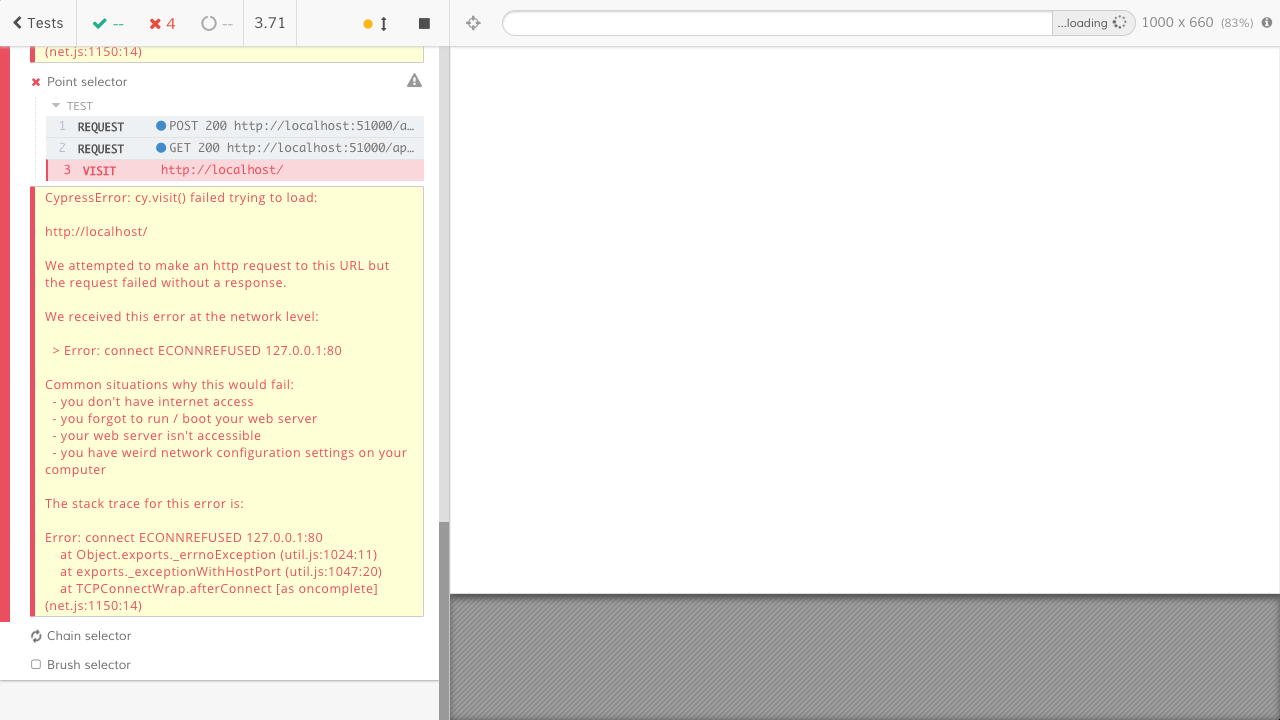 Tests
--
4
--
3.71
...loading
1000 x 660 (83%)
(net.js:1150:14)
Point selector
TEST
1 REQUEST POST 200 http://localhost:51000/a...
2 REQUEST GET 200 http://localhost:51000/ap...
3 VISIT http://localhost/
CypressError: cy.visit() failed trying to load:
http://localhost/
We attempted to make an http request to this URL but
the request failed without a response.
We received this error at the network level:
> Error: connect ECONNREFUSED 127.0.0.1:80
Common situations why this would fail:
- you don't have internet access
- you forgot to run / boot your web server
- your web server isn't accessible
- you have weird network configuration settings on your
computer
The stack trace for this error is:
Error: connect ECONNREFUSED 127.0.0.1:80
at Object.exports._errnoException (util.js:1024:11)
at exports._exceptionWithHostPort (util.js:1047:20)
at TCPConnectWrap.afterConnect [as oncomplete]
(net.js:1150:14)
Chain selector
Brush selector